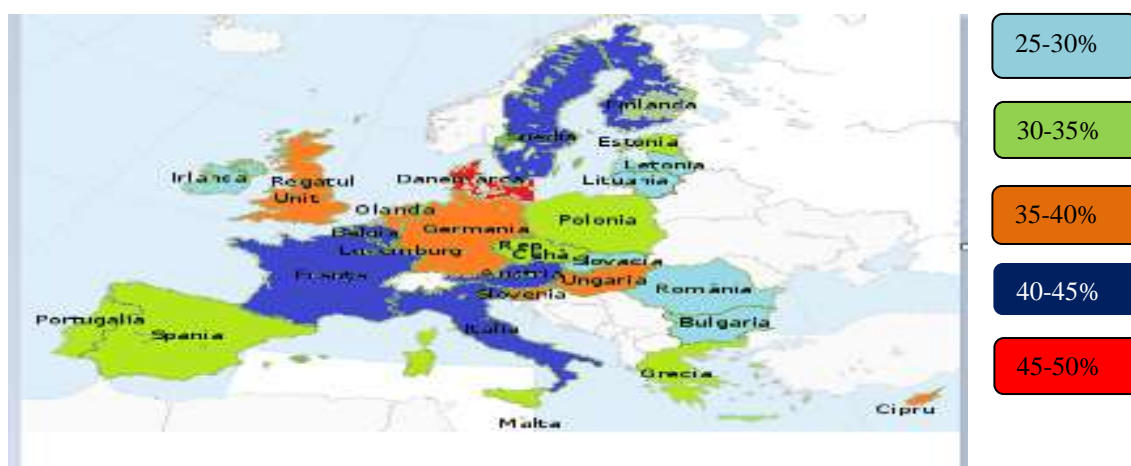 25-30%
30-35%
35-40%
40-45%
45-50%
Finlanda
Suedia
Estonia
Letonia
Lituania
Irlanda
Regatul
Unit
Danemarca
Olanda
Polonia
Germania
Belgia
Luxemburg
Rep.
Cehă
Slovacia
Franța
Austria
Ungaria
Slovenia
România
Italia
Bulgaria
Portugalia
Spania
Grecia
Malta
Cipru